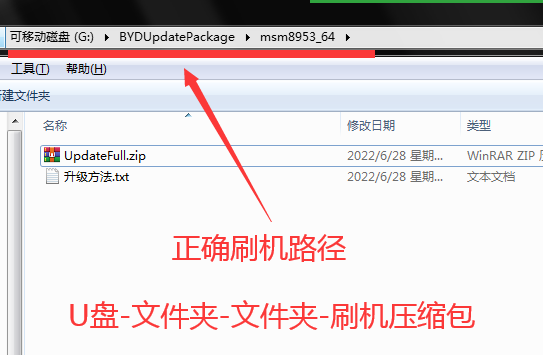 可移动磁盘 (G:) ▸ BYDUpdatePackage ▸ msm8953_64 ▸
工具(T) 帮助(H)
新建文件夹
名称 修改日期 类型
UpdateFull.zip 2022/6/28 星期... WinRAR ZIP
升级方法.txt 2022/6/28 星期... 文本文档
正确刷机路径
U盘-文件夹-文件夹-刷机压缩包